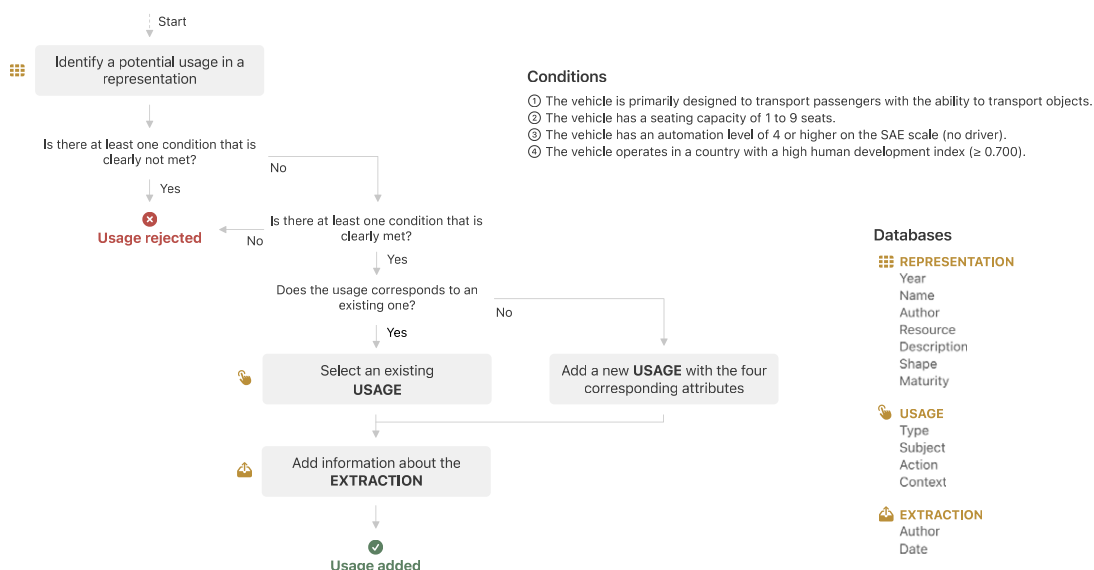 Start
Identify a potential usage in a
representation
Is there at least one condition that is
clearly not met?
No
Yes
Usage rejected
Is there at least one condition that is
clearly met?
No
Yes
Does the usage corresponds to an
existing one?
No
Yes
Select an existing
USAGE
Add a new USAGE with the four
corresponding attributes
Add information about the
EXTRACTION
Usage added
Conditions
① The vehicle is primarily designed to transport passengers with the ability to transport objects.
② The vehicle has a seating capacity of 1 to 9 seats.
③ The vehicle has an automation level of 4 or higher on the SAE scale (no driver).
④ The vehicle operates in a country with a high human development index (≥ 0.700).
Databases
REPRESENTATION
Year
Name
Author
Resource
Description
Shape
Maturity
USAGE
Type
Subject
Action
Context
EXTRACTION
Author
Date